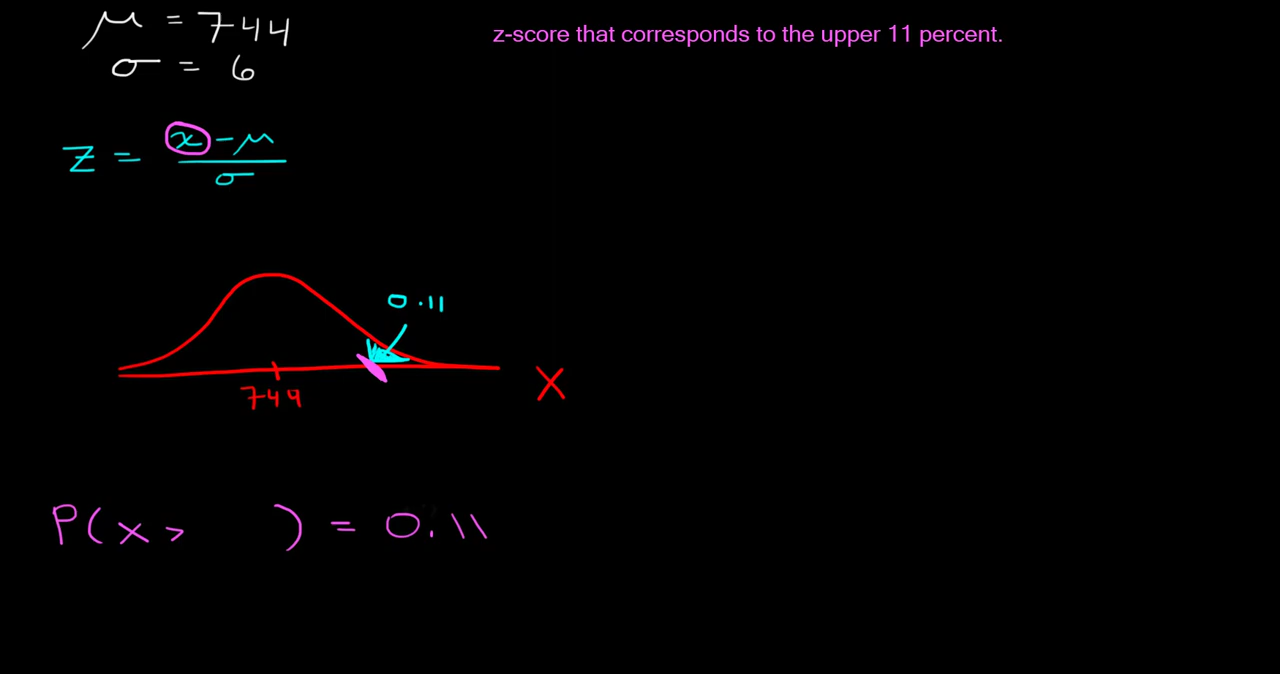 μ = 744
z-score that corresponds to the upper 11 percent.
σ = 6
z = (x - μ) / σ
0.11
744
X
P(x > ) = 0.11